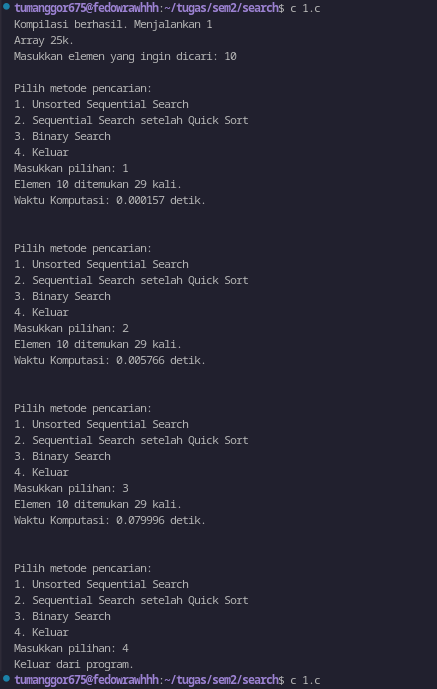 tumanggor675@fedowrawhhh:~/tugas/sem2/search$ c 1.c
Kompilasi berhasil. Menjalankan 1
Array 25k.
Masukkan elemen yang ingin dicari: 10
Pilih metode pencarian:
1. Unsorted Sequential Search
2. Sequential Search setelah Quick Sort
3. Binary Search
4. Keluar
Masukkan pilihan: 1
Elemen 10 ditemukan 29 kali.
Waktu Komputasi: 0.000157 detik.
Pilih metode pencarian:
1. Unsorted Sequential Search
2. Sequential Search setelah Quick Sort
3. Binary Search
4. Keluar
Masukkan pilihan: 2
Elemen 10 ditemukan 29 kali.
Waktu Komputasi: 0.005766 detik.
Pilih metode pencarian:
1. Unsorted Sequential Search
2. Sequential Search setelah Quick Sort
3. Binary Search
4. Keluar
Masukkan pilihan: 3
Elemen 10 ditemukan 29 kali.
Waktu Komputasi: 0.079996 detik.
Pilih metode pencarian:
1. Unsorted Sequential Search
2. Sequential Search setelah Quick Sort
3. Binary Search
4. Keluar
Masukkan pilihan: 4
Keluar dari program.
tumanggor675@fedowrawhhh:~/tugas/sem2/search$ c 1.c